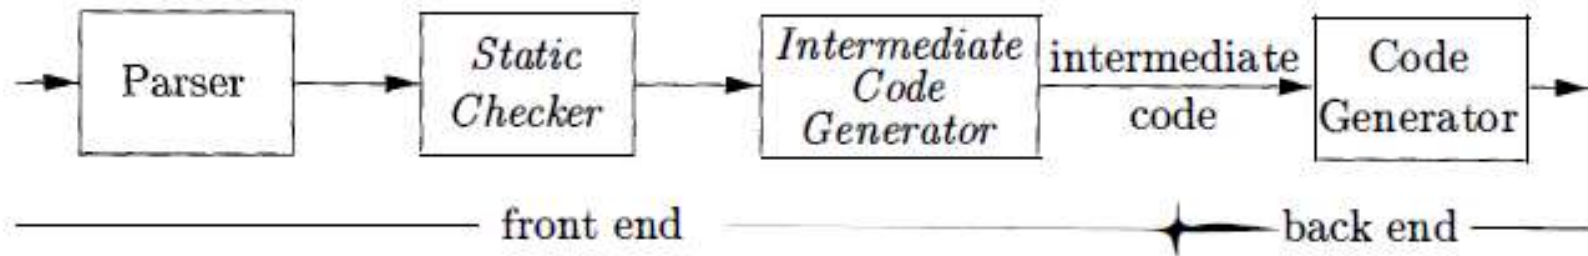 Parser
Static
Checker
Intermediate
Code
Generator
intermediate
code
Code
Generator
front end
back end